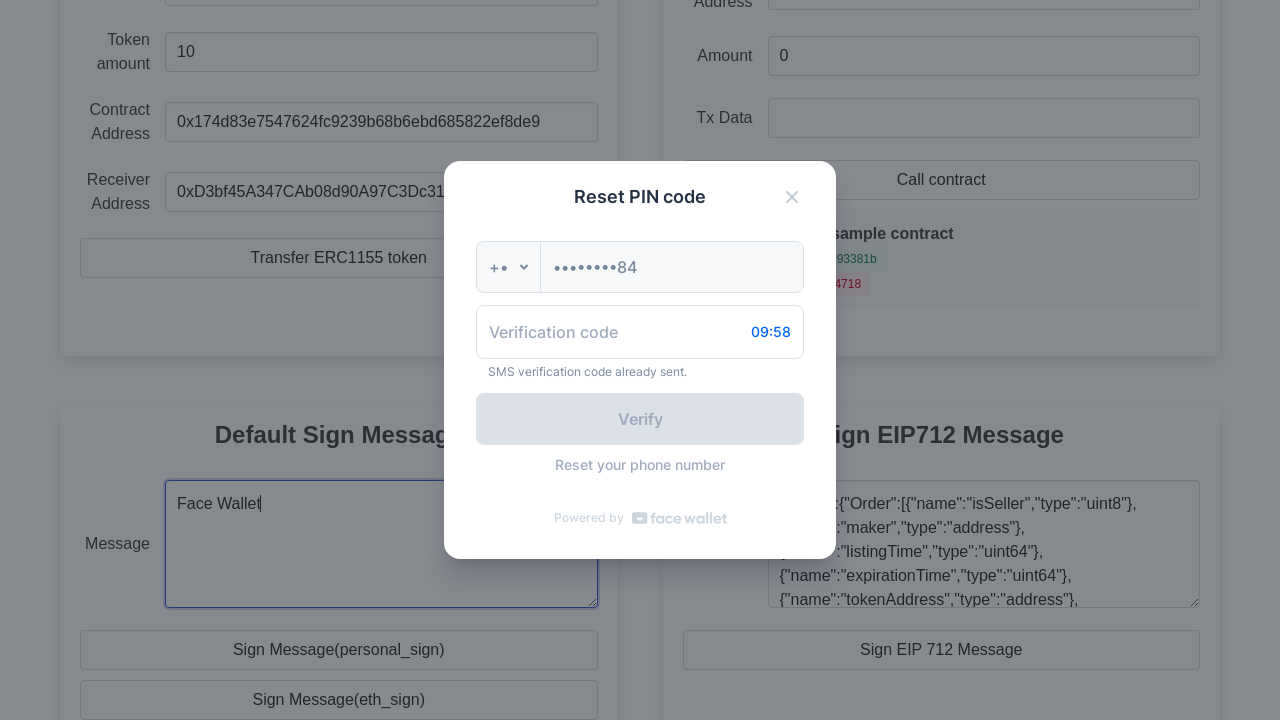 Address
Token
amount
10
Amount
0
Contract
Address
0x174d83e7547624fc9239b68b6ebd685822ef8de9
Tx Data
Receiver
Address
0xD3bf45A347CAb08d90A97C3Dc31
Call contract
Transfer ERC1155 token
sample contract
93381b
4718
Reset PIN code
+• ••••••••84
Verification code
09:58
SMS verification code already sent.
Verify
Reset your phone number
Powered by face wallet
Default Sign Messag
ign EIP712 Message
Message
Face Wallet
:{"Order":[{"name":"isSeller","type":"uint8"},
:"maker","type":"address"},
:"listingTime","type":"uint64"},
{"name":"expirationTime","type":"uint64"},
{"name":"tokenAddress","type":"address"},
Sign Message(personal_sign)
Sign EIP 712 Message
Sign Message(eth_sign)